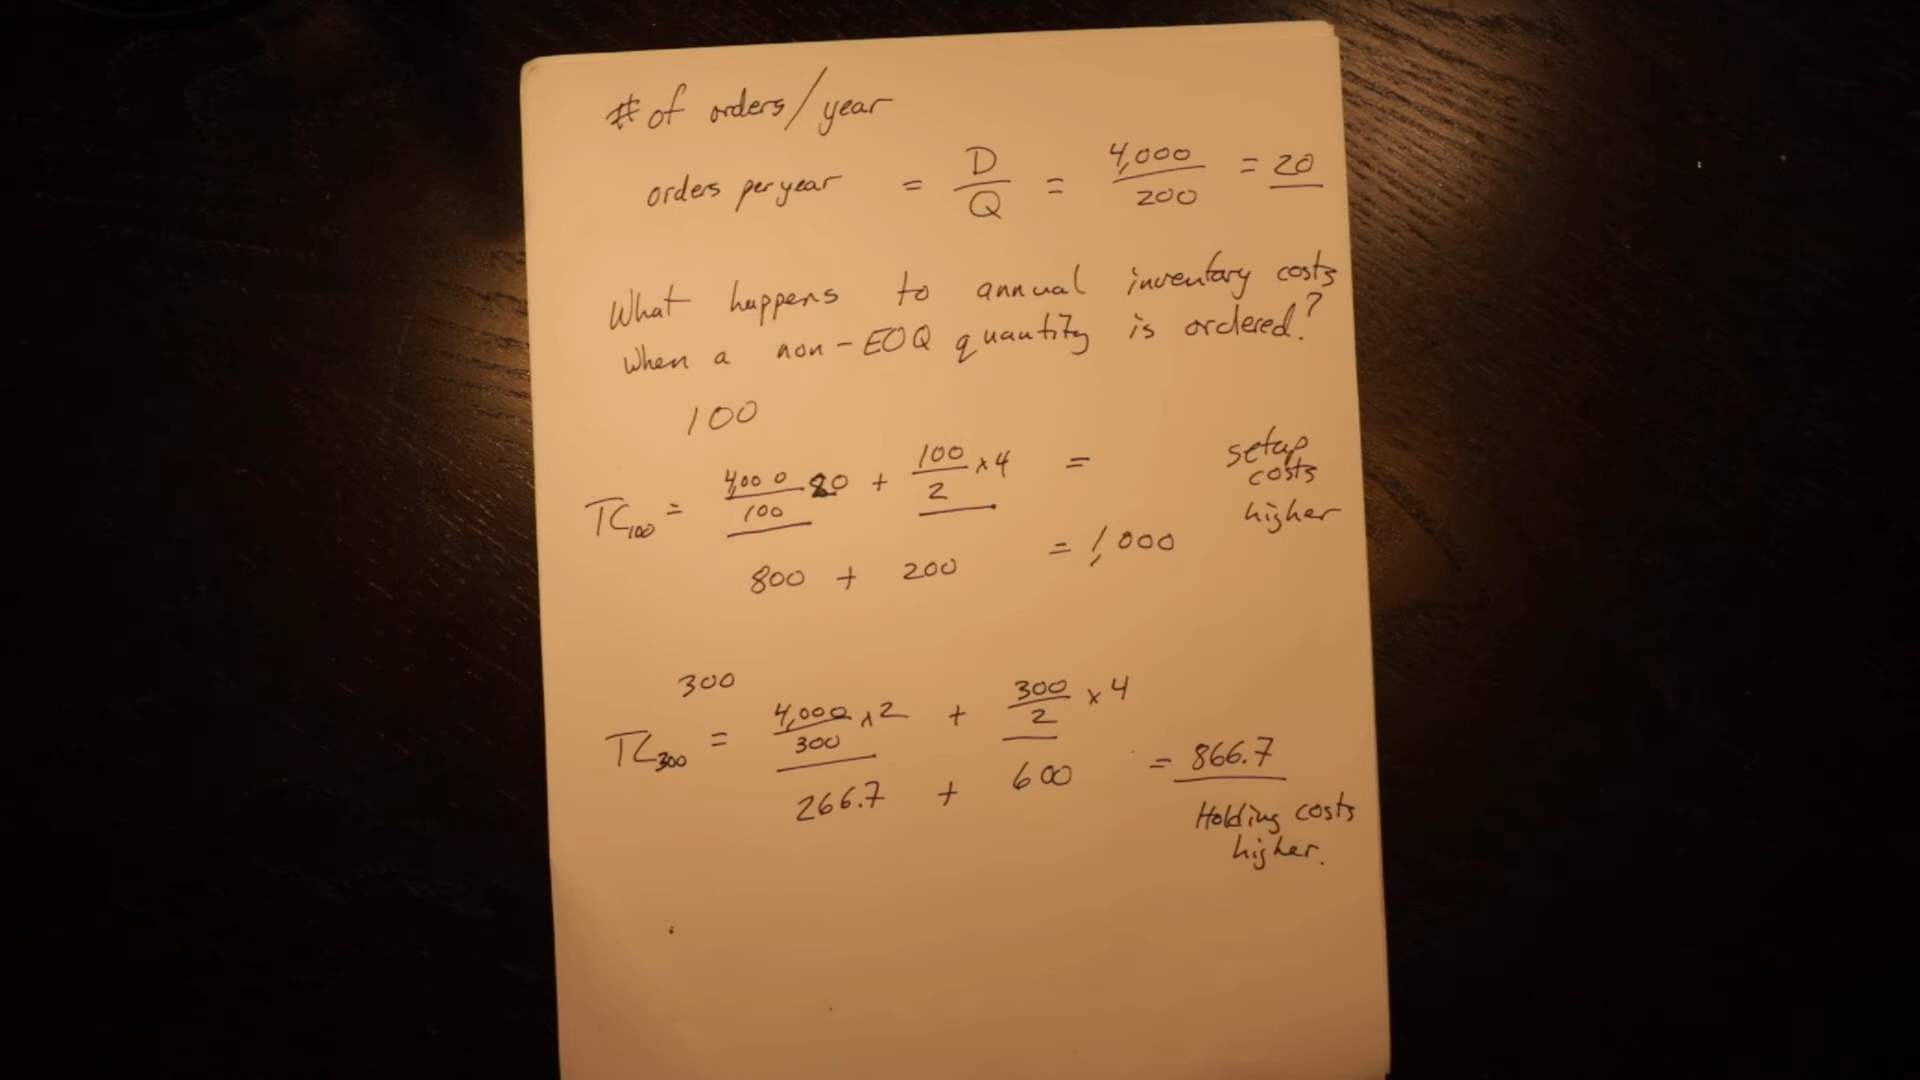 # of orders/year
orders per year = D/Q = 4,000/200 = 20
What happens to annual inventory costs
when a non-EOQ quantity is ordered?
100
TC100 = 4,000/100 20 + 100/2 x 4 = setup costs higher
800 + 200 = 1,000
300
TC300 = 4,000/300 x 2 + 300/2 x 4
266.7 + 600 = 866.7
Holding costs
higher.